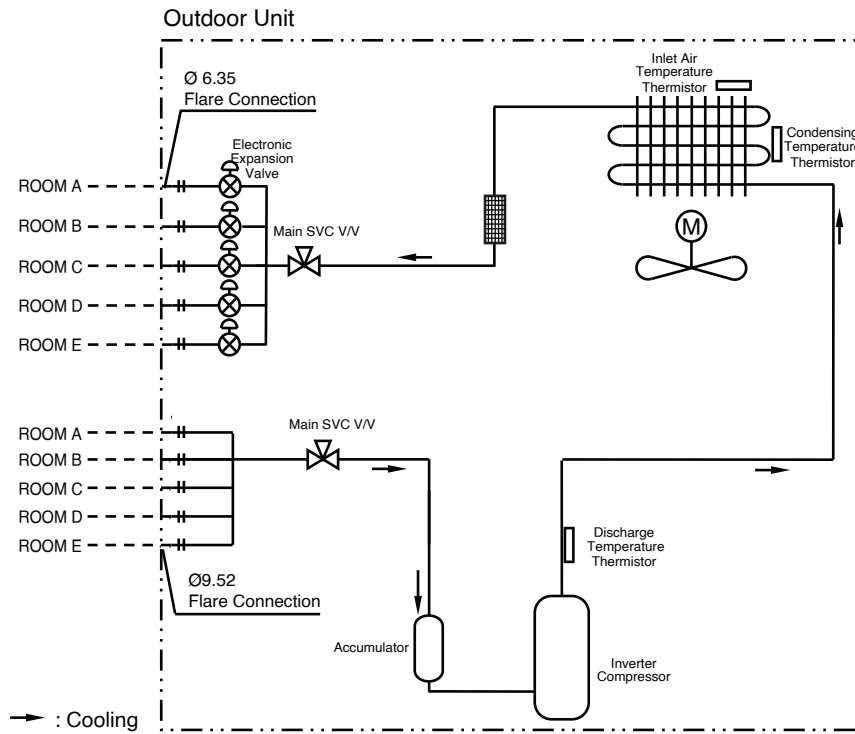 Outdoor Unit
Ø 6.35
Flare Connection
Inlet Air
Temperature
Thermistor
Electronic
Expansion
Valve
Condensing
Temperature
Thermistor
ROOM A
ROOM B
ROOM C
ROOM D
ROOM E
Main SVC V/V
M
ROOM A
ROOM B
ROOM C
ROOM D
ROOM E
Main SVC V/V
Ø9.52
Flare Connection
Discharge
Temperature
Thermistor
Accumulator
Inverter
Compressor
: Cooling